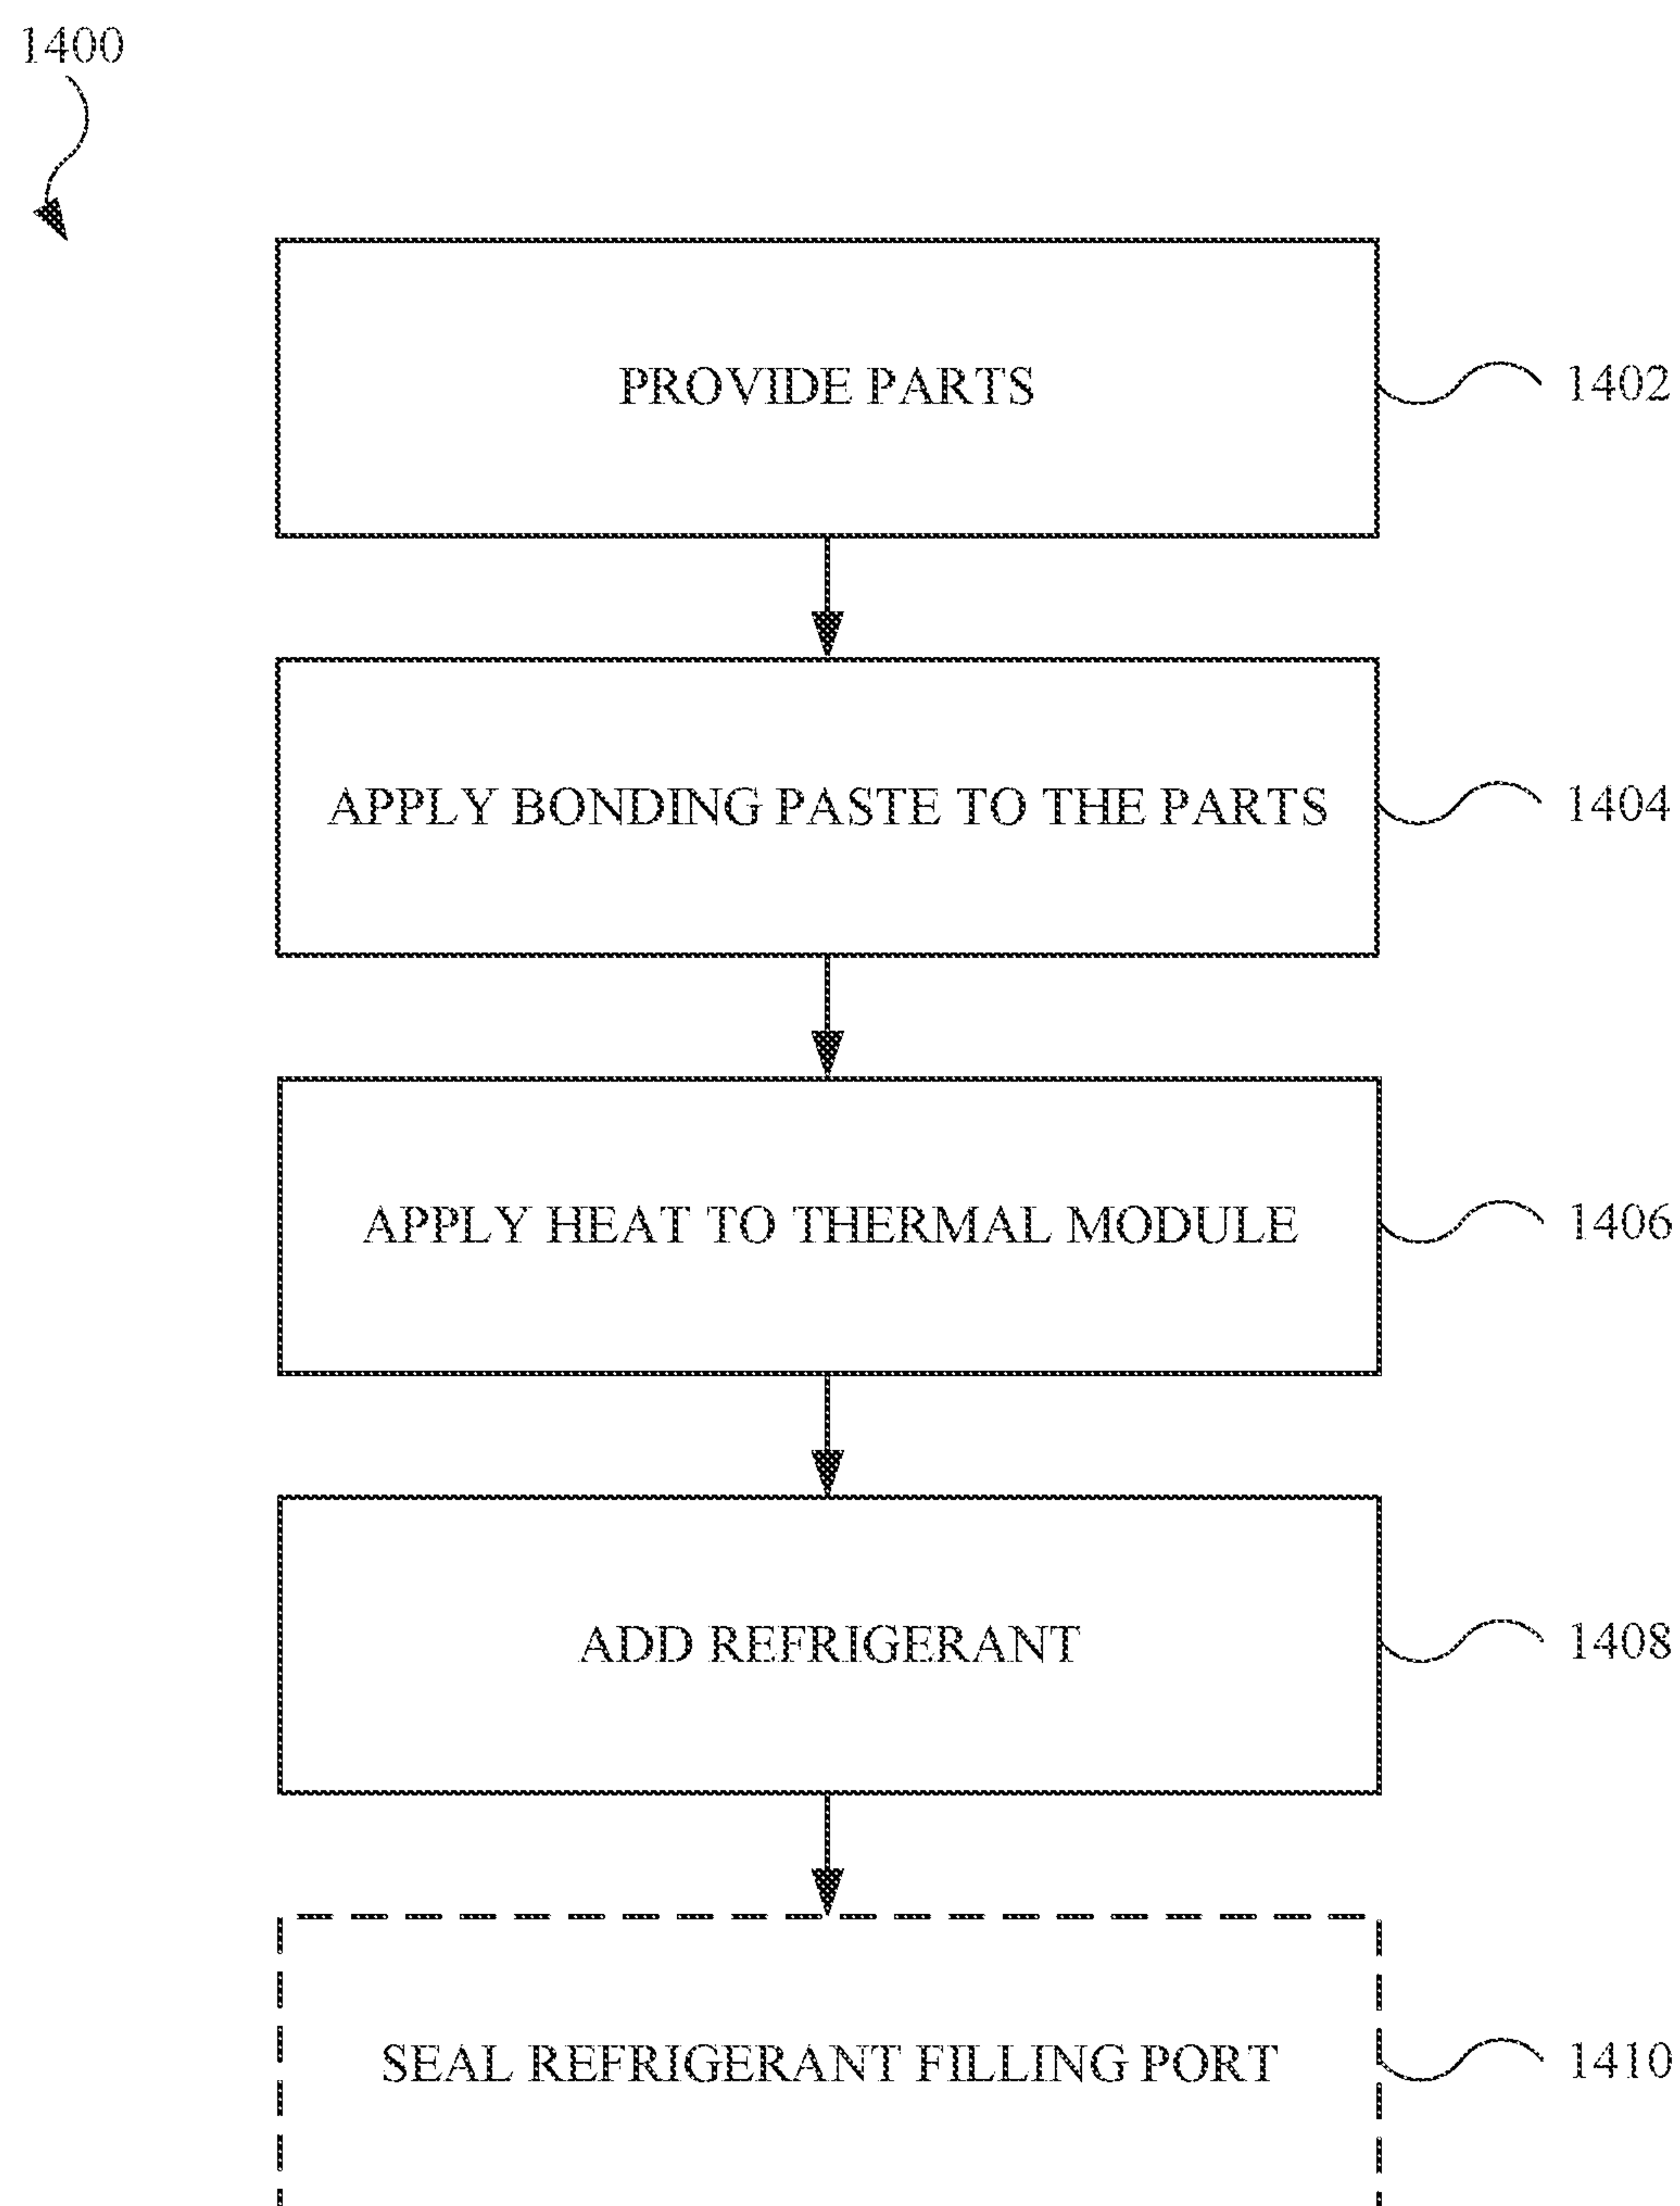 1400
PROVIDE PARTS
1402
APPLY BONDING PASTE TO THE PARTS
1404
APPLY HEAT TO THERMAL MODULE
1406
ADD REFRIGERANT
1408
SEAL REFRIGERANT FILLING PORT
1410